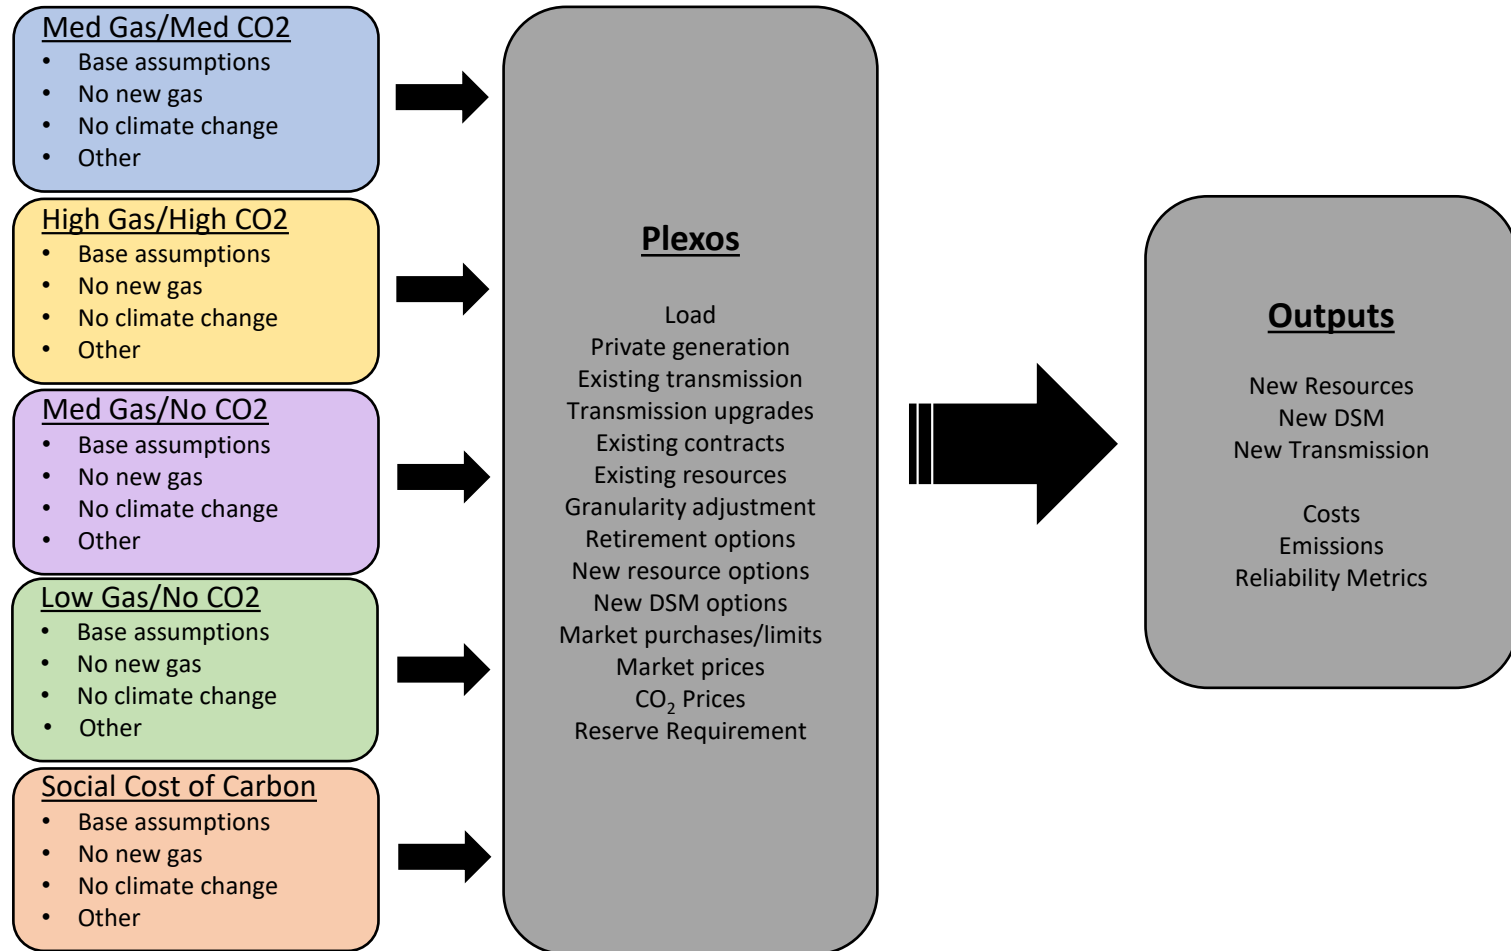 Med Gas/Med CO2
• Base assumptions
• No new gas
• No climate change
• Other
High Gas/High CO2
• Base assumptions
• No new gas
• No climate change
• Other
Med Gas/No CO2
• Base assumptions
• No new gas
• No climate change
• Other
Low Gas/No CO2
• Base assumptions
• No new gas
• No climate change
• Other
Social Cost of Carbon
• Base assumptions
• No new gas
• No climate change
• Other
Plexos
Load
Private generation
Existing transmission
Transmission upgrades
Existing contracts
Existing resources
Granularity adjustment
Retirement options
New resource options
New DSM options
Market purchases/limits
Market prices
CO₂ Prices
Reserve Requirement
Outputs
New Resources
New DSM
New Transmission
Costs
Emissions
Reliability Metrics